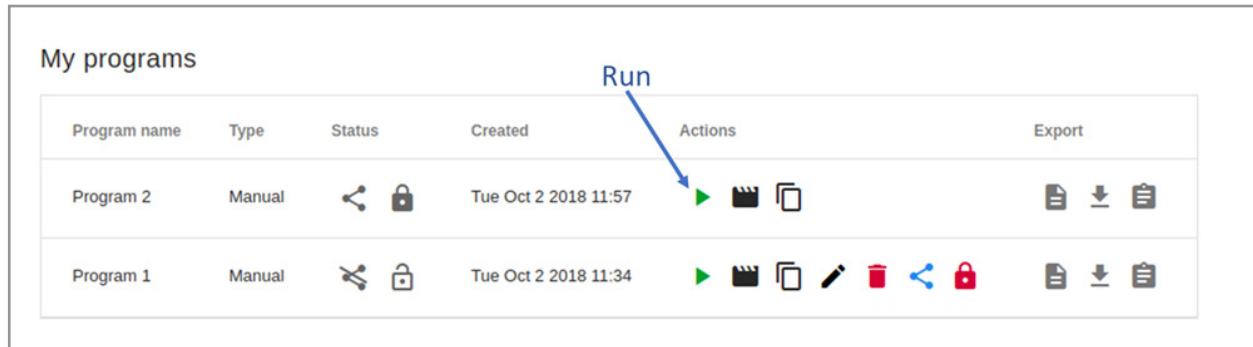 My programs
Run
Program name Type Status Created Actions Export
Program 2 Manual Tue Oct 2 2018 11:57
Program 1 Manual Tue Oct 2 2018 11:34